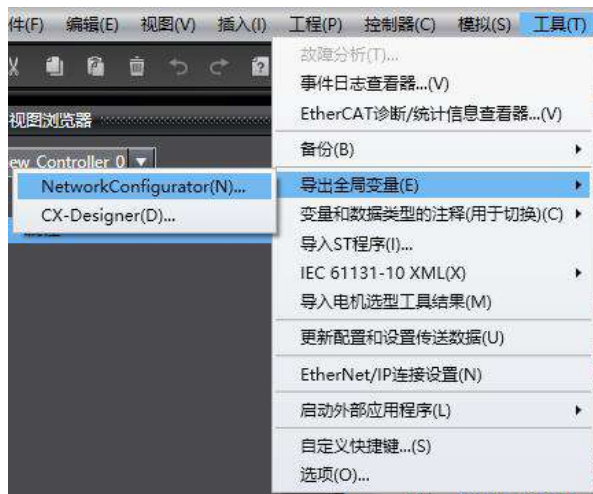 件(F) 编辑(E) 视图(V) 插入(I) 工程(P) 控制器(C) 模拟(S) 工具(T)
视图浏览器
ew_Controller_0
NetworkConfigurator(N)...
CX-Designer(D)...
故障分析(T)...
事件日志查看器...(V)
EtherCAT诊断/统计信息查看器...(V)
备份(B)
导出全局变量(E)
变量和数据类型的注释(用于切换)(C)
导入ST程序(I)...
IEC 61131-10 XML(X)
导入电机选型工具结果(M)
更新配置和设置传送数据(U)
EtherNet/IP连接设置(N)
启动外部应用程序(L)
自定义快捷键...(S)
选项(O)...